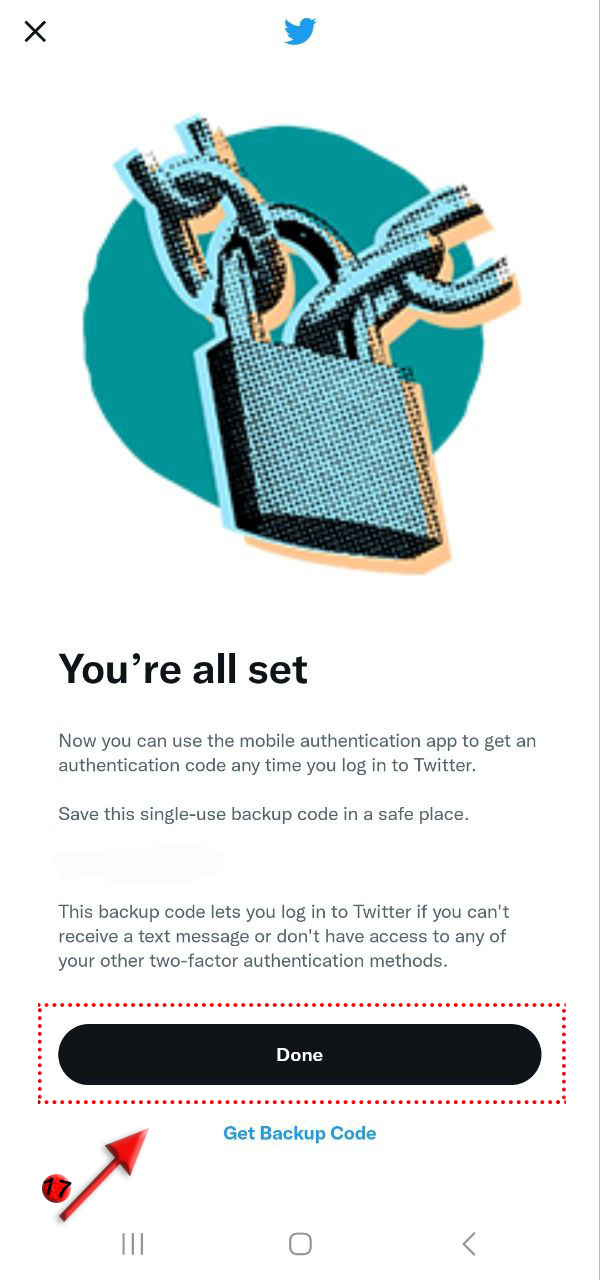 You're all set
Now you can use the mobile authentication app to get an
authentication code any time you log in to Twitter.
Save this single-use backup code in a safe place.
This backup code lets you log in to Twitter if you can't
receive a text message or don't have access to any of
your other two-factor authentication methods.
Done
Get Backup Code
17